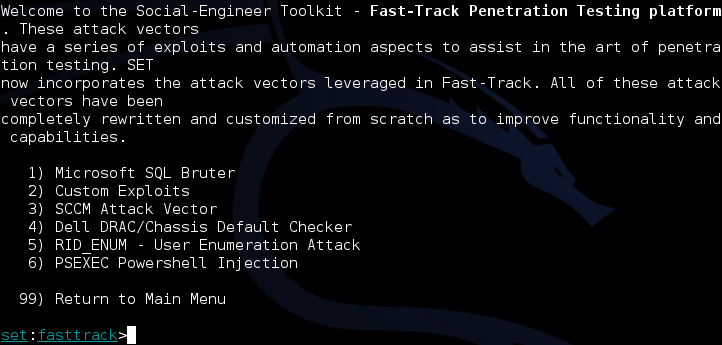 Welcome to the Social-Engineer Toolkit - Fast-Track Penetration Testing platform
. These attack vectors
have a series of exploits and automation aspects to assist in the art of penetra
tion testing. SET
now incorporates the attack vectors leveraged in Fast-Track. All of these attack
 vectors have been
completely rewritten and customized from scratch as to improve functionality and
 capabilities.
1) Microsoft SQL Bruter
2) Custom Exploits
3) SCCM Attack Vector
4) Dell DRAC/Chassis Default Checker
5) RID_ENUM - User Enumeration Attack
6) PSEXEC Powershell Injection
99) Return to Main Menu
set:fasttrack>